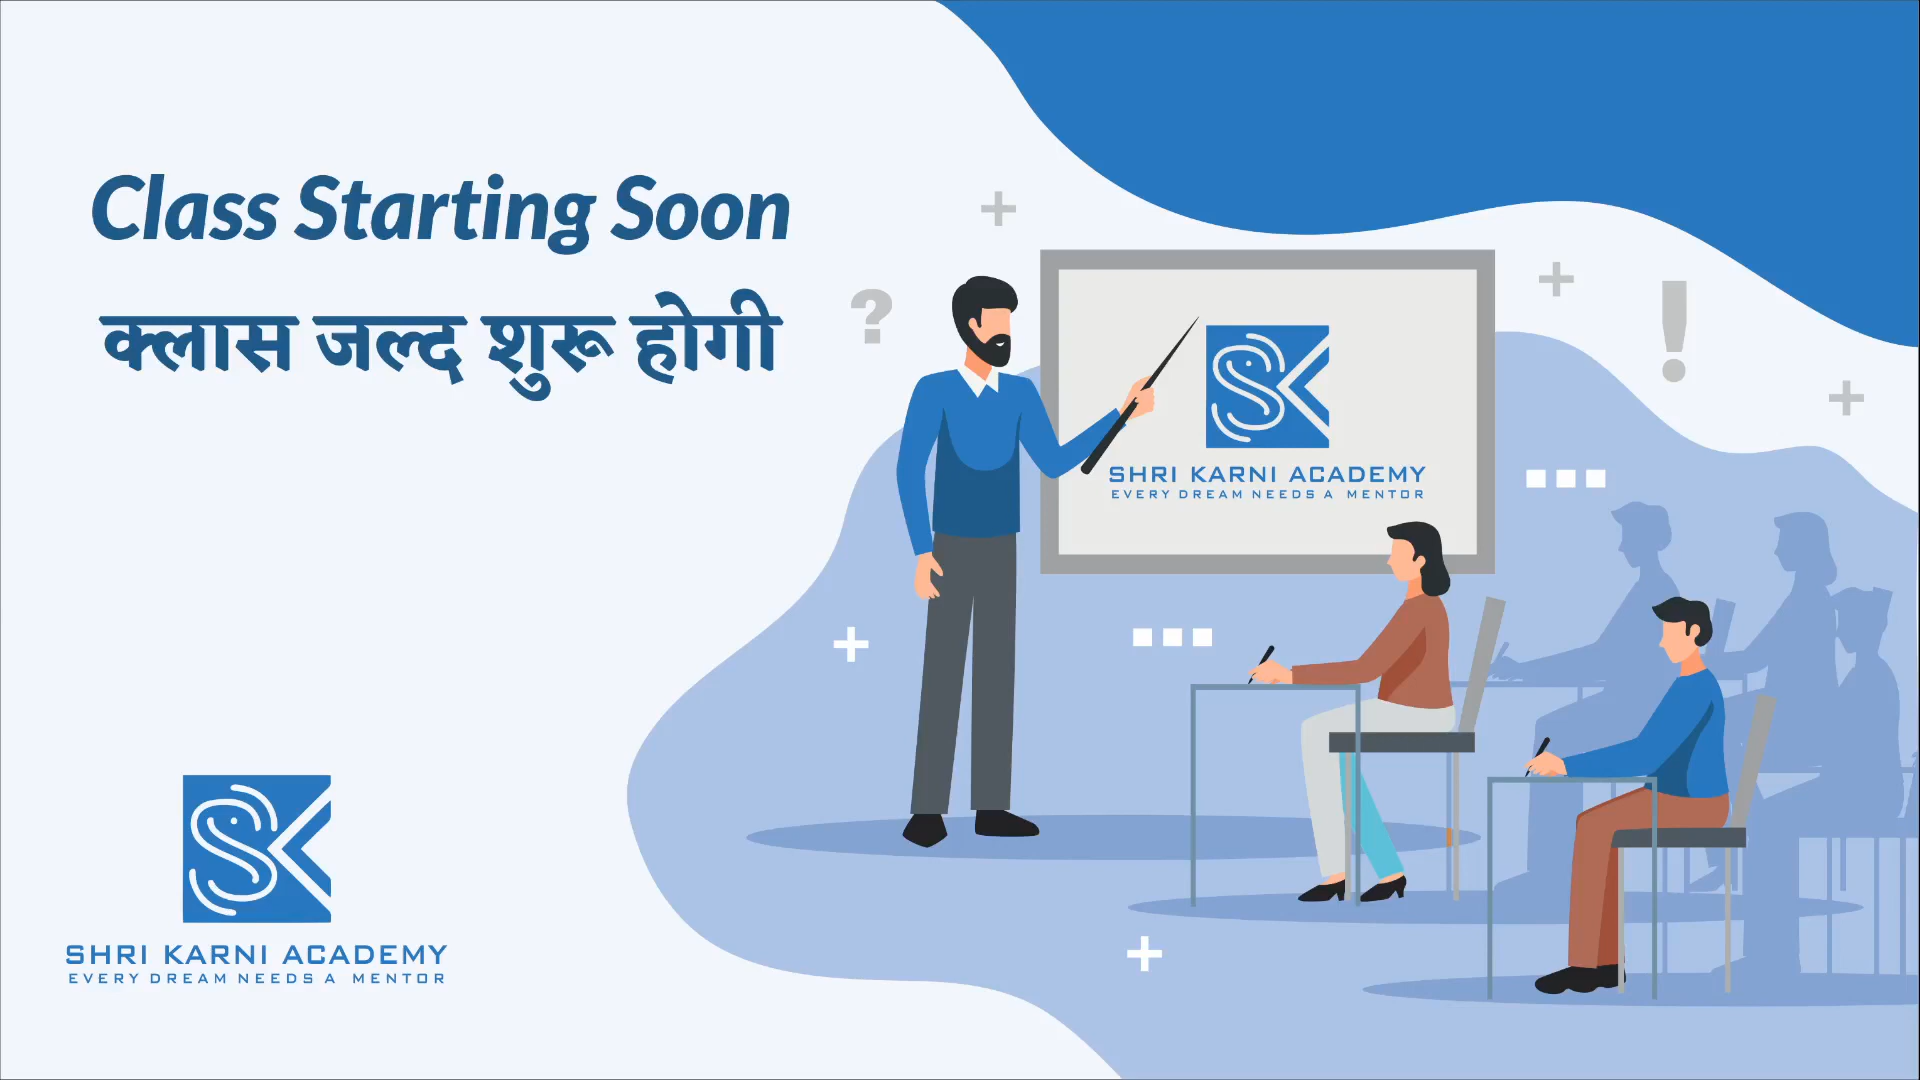 Class Starting Soon
क्लास जल्द शुरू होगी
SHRI KARNI ACADEMY
EVERY DREAM NEEDS A MENTOR
SHRI KARNI ACADEMY
EVERY DREAM NEEDS A MENTOR